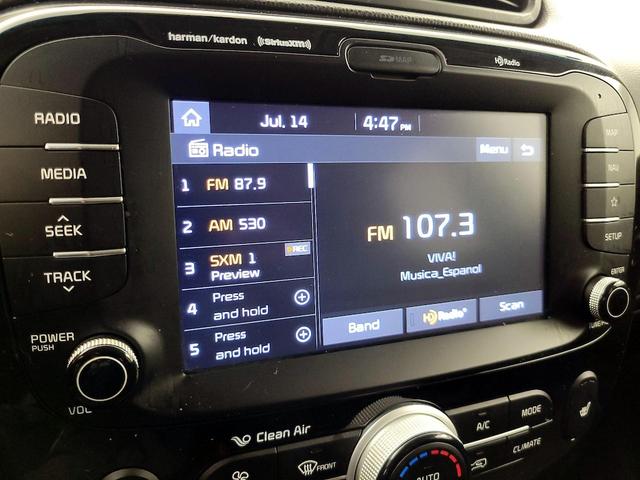 harman/kardon ((SiriusXM))
SD MAP
HD Radio
RADIO
MEDIA
SEEK
TRACK
POWER
PUSH
VOL
Jul. 14 4:47 PM
Radio Menu
1 FM 87.9
2 AM 530
3 SXM 1 REC
Preview
4 Press
and hold
5 Press
and hold
FM 107.3
VIVA!
Musica_Espanol
Band
HD Radio
Scan
MAP
NAV
SETUP
ENTER
TUNE
Clean Air
FRONT
AUTO
A/C
MODE
CLIMATE